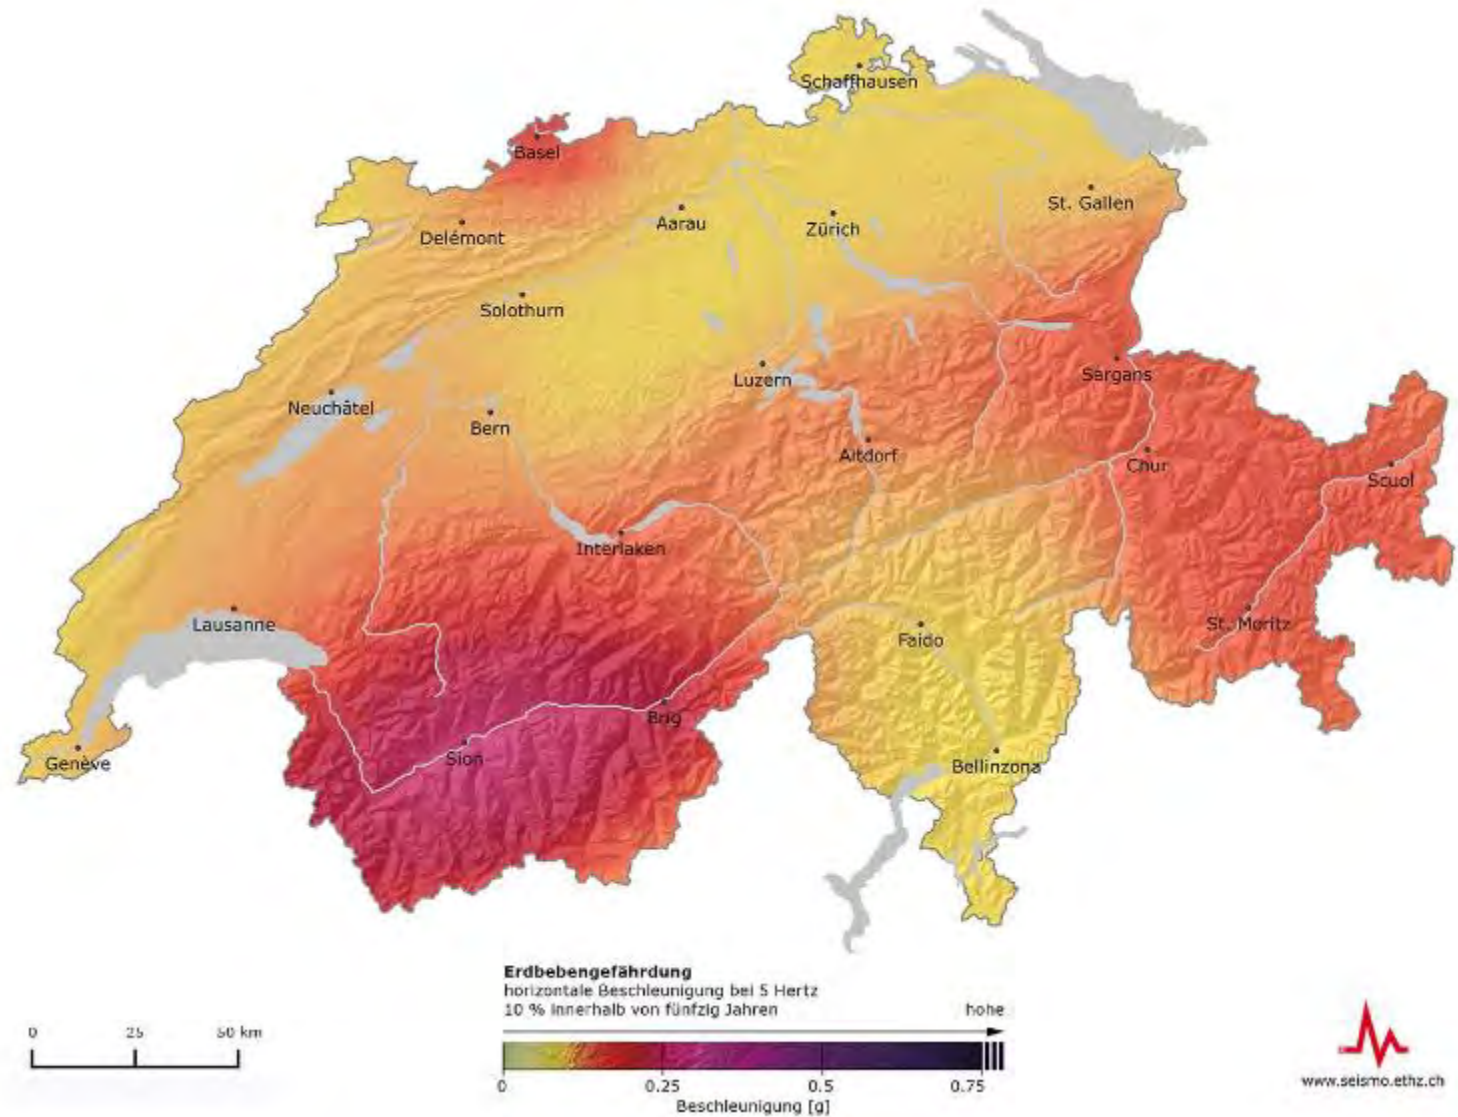 Schaffhausen
Basel
St. Gallen
Aarau
Zürich
Delémont
Solothurn
Luzern
Sargans
Neuchâtel
Bern
Altdorf
Chur
Scuol
Interlaken
Lausanne
St. Moritz
Faido
Brig
Sion
Genève
Bellinzona
Erdbebengefährdung
horizontale Beschleunigung bei 5 Hertz
10 % innerhalb von fünfzig Jahren
hohe
0 25 50 km
0 0.25 0.5 0.75
Beschleunigung [g]
www.seismo.ethz.ch